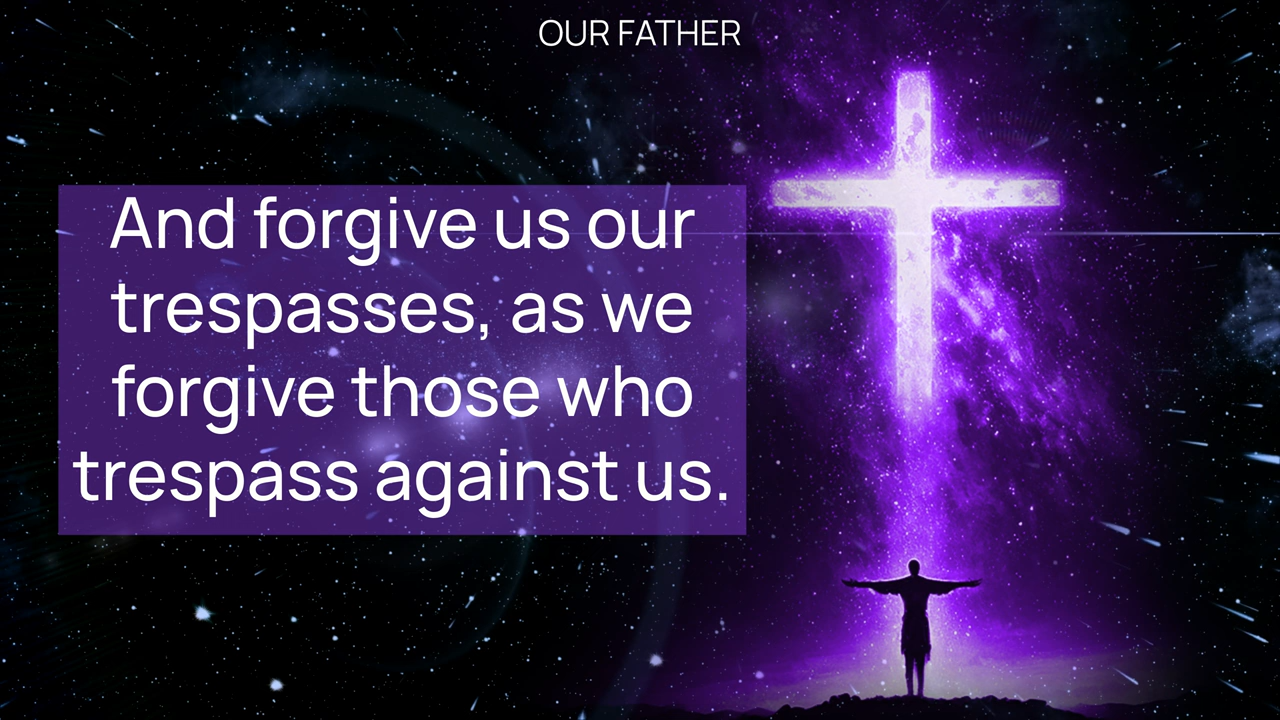 OUR FATHER
And forgive us our
trespasses, as we
forgive those who
trespass against us.